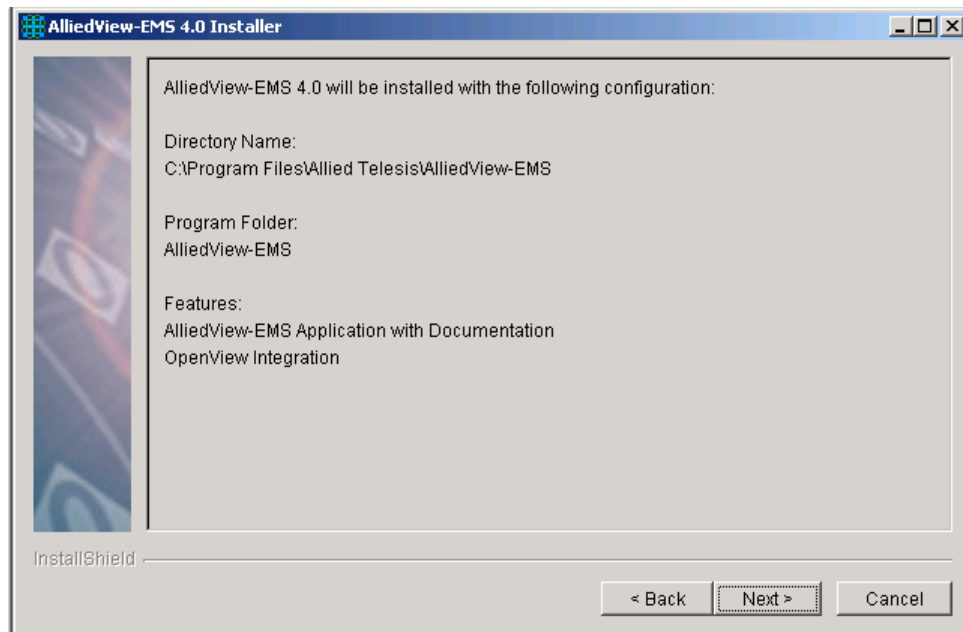 AlliedView-EMS 4.0 Installer
AlliedView-EMS 4.0 will be installed with the following configuration:
Directory Name:
C:\Program Files\Allied Telesis\AlliedView-EMS
Program Folder:
AlliedView-EMS
Features:
AlliedView-EMS Application with Documentation
OpenView Integration
InstallShield
< Back
Next >
Cancel